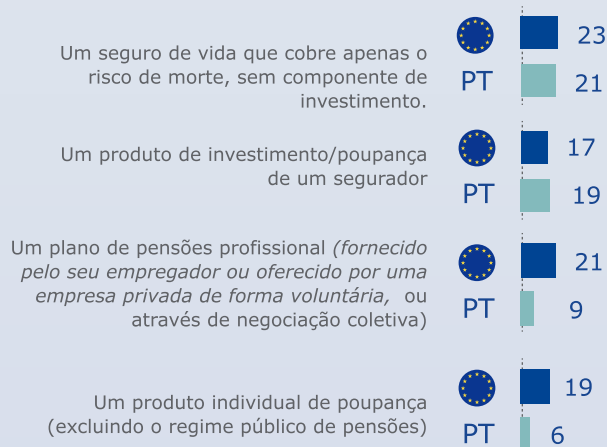 Um seguro de vida que cobre apenas o
risco de morte, sem componente de
investimento.
23
PT 21
Um produto de investimento/poupança
de um segurador
17
PT 19
Um plano de pensões profissional (fornecido
pelo seu empregador ou oferecido por uma
empresa privada de forma voluntária, ou
através de negociação coletiva)
21
PT 9
Um produto individual de poupança
(excluindo o regime público de pensões)
19
PT 6